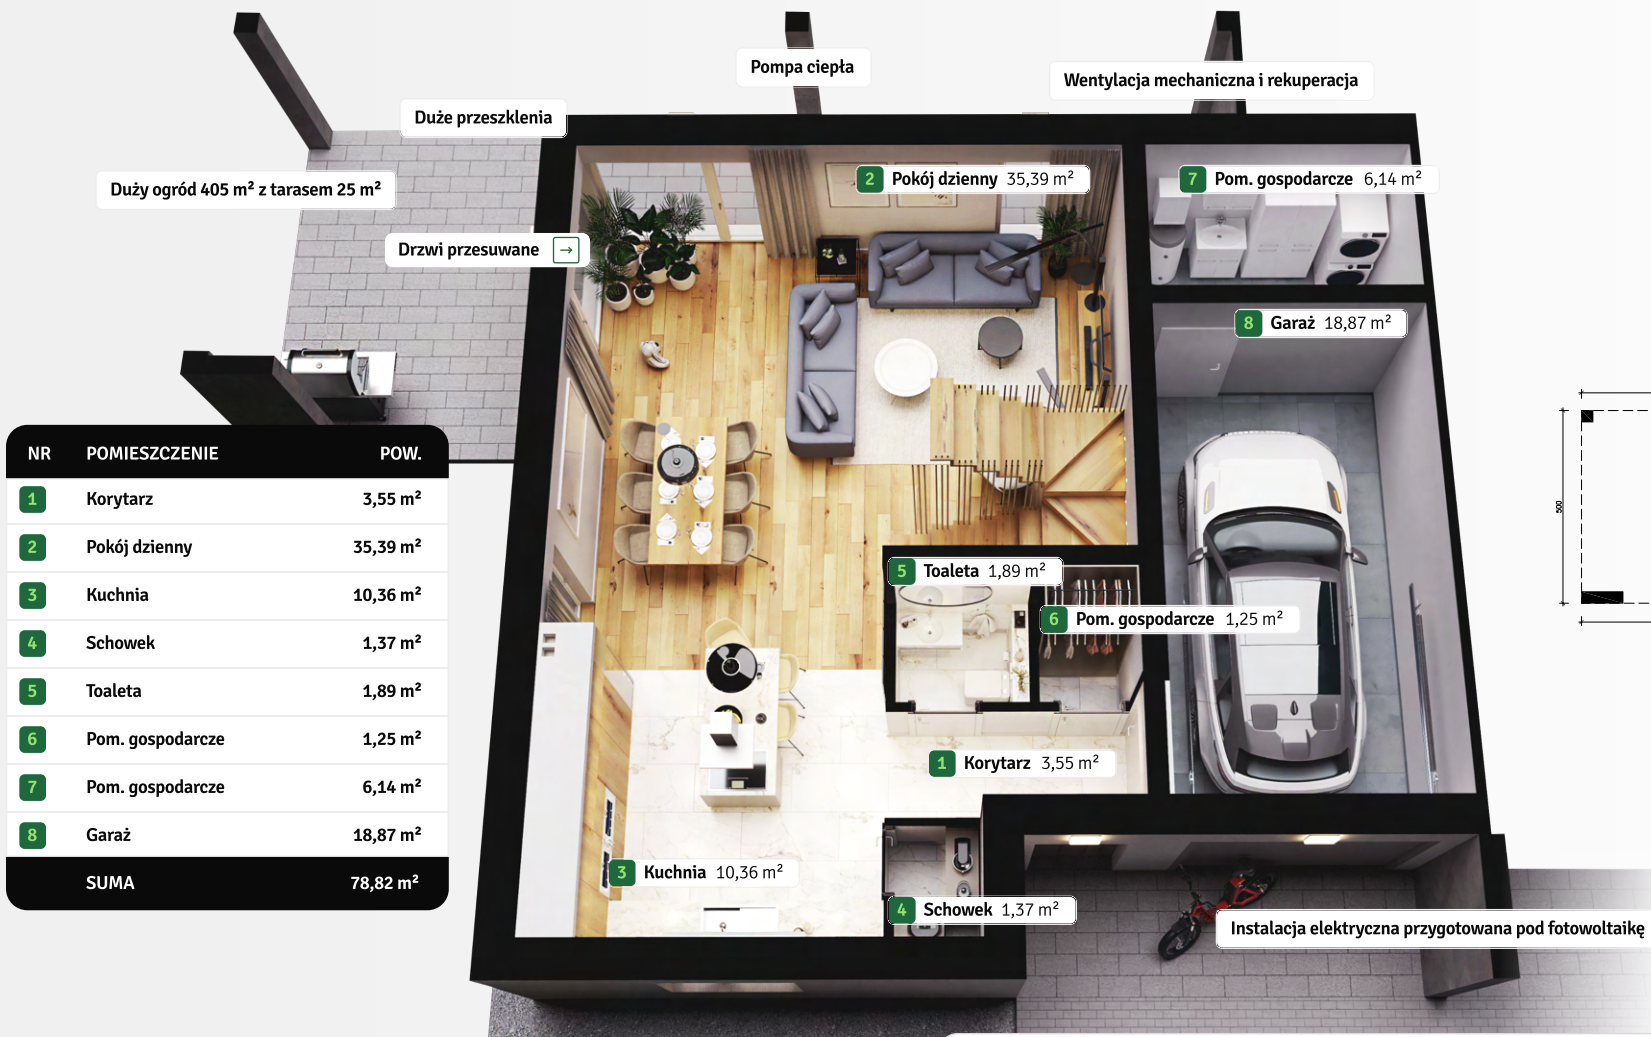 Pompa ciepła
Wentylacja mechaniczna i rekuperacja
Duże przeszklenia
Duży ogród 405 m² z tarasem 25 m²
Drzwi przesuwane →
2 Pokój dzienny 35,39 m²
7 Pom. gospodarcze 6,14 m²
8 Garaż 18,87 m²
5 Toaleta 1,89 m²
6 Pom. gospodarcze 1,25 m²
1 Korytarz 3,55 m²
3 Kuchnia 10,36 m²
4 Schowek 1,37 m²
Instalacja elektryczna przygotowana pod fotowoltaikę
NR POMIESZCZENIE POW.
1 Korytarz 3,55 m²
2 Pokój dzienny 35,39 m²
3 Kuchnia 10,36 m²
4 Schowek 1,37 m²
5 Toaleta 1,89 m²
6 Pom. gospodarcze 1,25 m²
7 Pom. gospodarcze 6,14 m²
8 Garaż 18,87 m²
SUMA 78,82 m²
500